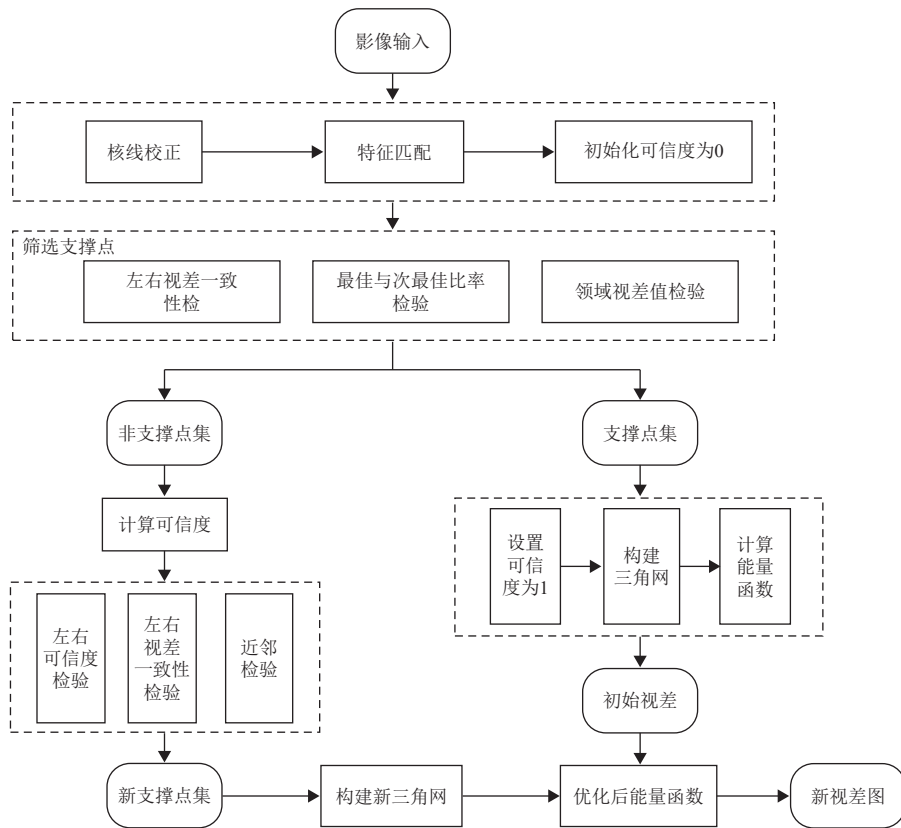 影像输入
核线校正
特征匹配
初始化可信度为0
筛选支撑点
左右视差一致
性检
最佳与次最佳比率
检验
领域视差值检验
非支撑点集
支撑点集
计算可信度
设置
可信
度为1
构建
三角网
计算
能量
函数
左右
可信度
检验
左右
视差
一致性
检验
近邻
检验
初始视差
新支撑点集
构建新三角网
优化后能量函数
新视差图